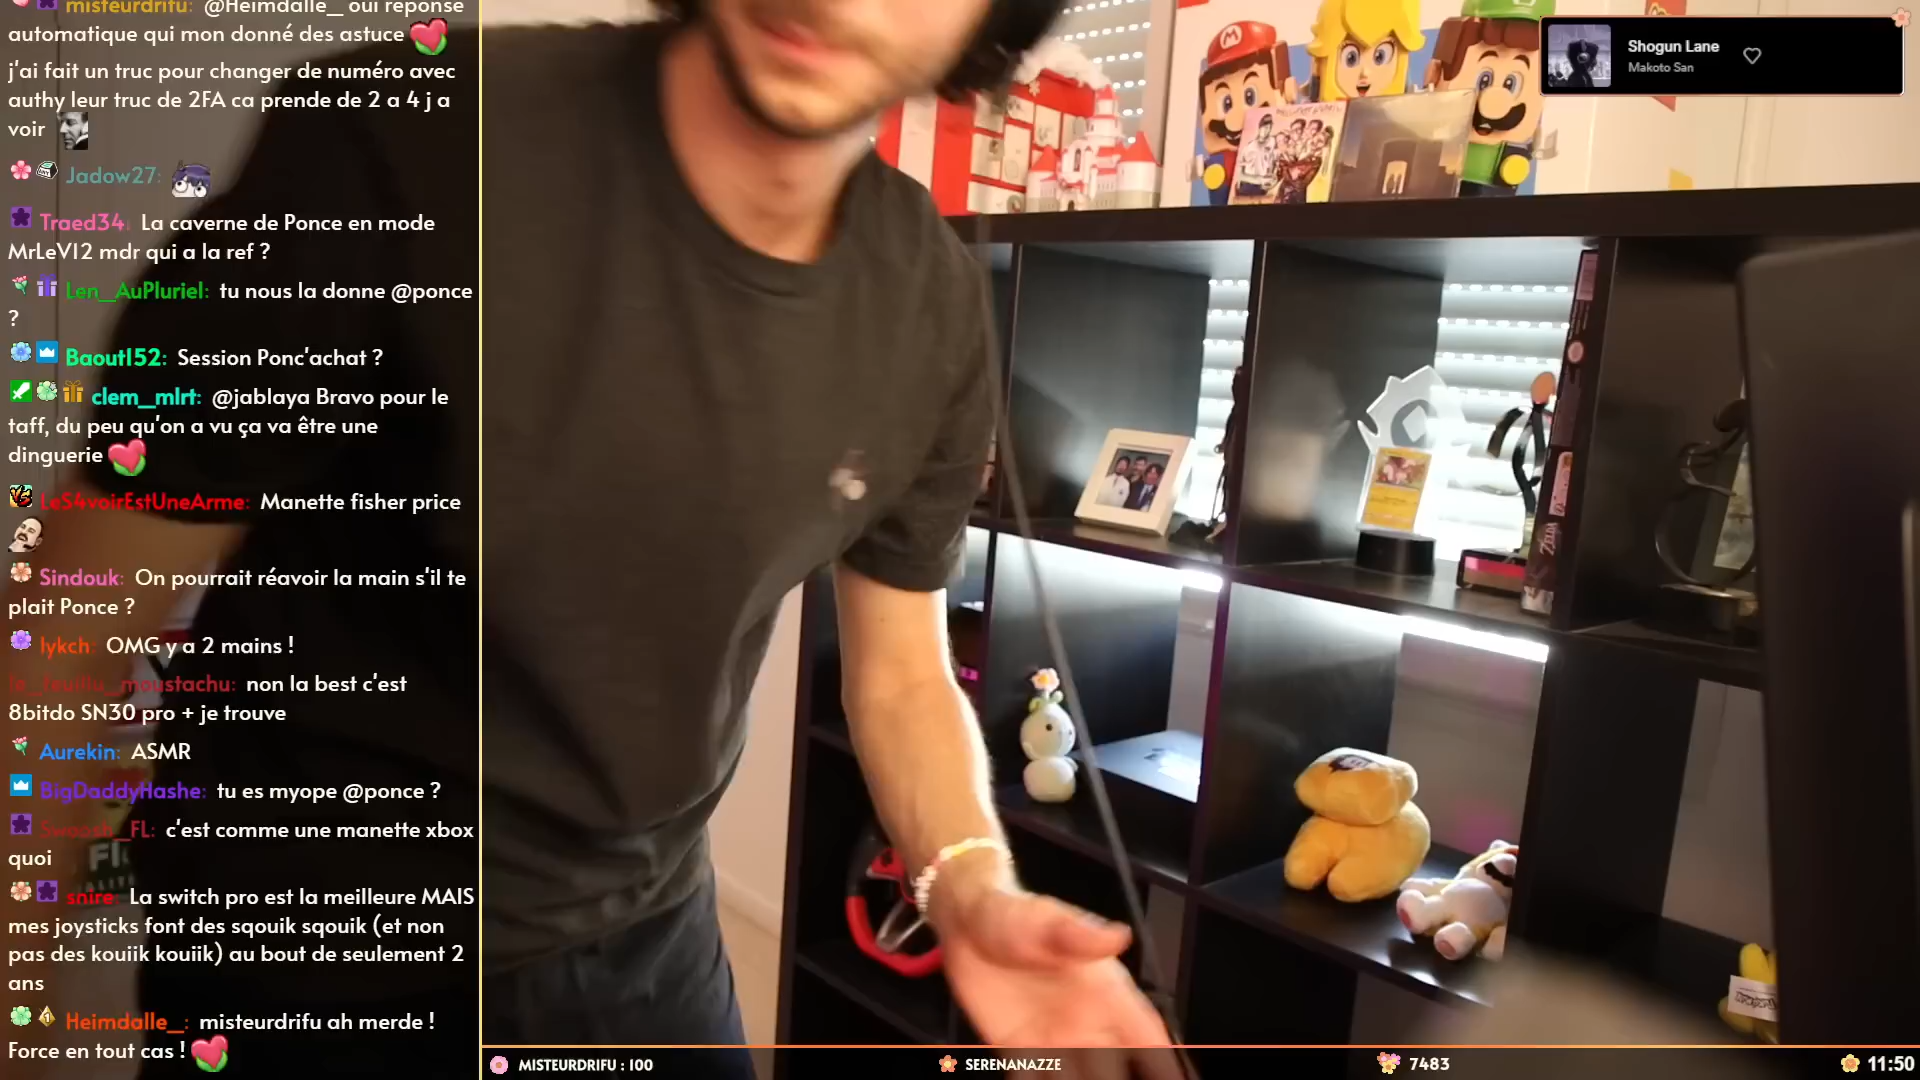 misteurdrifu: @Heimdalle_ oui reponse
automatique qui mon donné des astuce
j'ai fait un truc pour changer de numéro avec
authy leur truc de 2FA ca prende de 2 a 4 j a
voir
Jadow27:
Traed34: La caverne de Ponce en mode
MrLeV12 mdr qui a la ref ?
Len_AuPluriel: tu nous la donne @ponce
?
Baout152: Session Ponc'achat ?
clem_mlrt: @jablaya Bravo pour le
taff, du peu qu'on a vu ça va être une
dinguerie
LeS4voirEstUneArme: Manette fisher price
Sindouk: On pourrait réavoir la main s'il te
plait Ponce ?
lykch: OMG y a 2 mains !
le_feuillu_moustachu: non la best c'est
8bitdo SN30 pro + je trouve
Aurekin: ASMR
BigDaddyHashe: tu es myope @ponce ?
Swoosh_FL: c'est comme une manette xbox
quoi
snire: La switch pro est la meilleure MAIS
mes joysticks font des sqouik sqouik (et non
pas des kouiik kouiik) au bout de seulement 2
ans
Heimdalle_: misteurdrifu ah merde !
Force en tout cas !
Shogun Lane
Makoto San
ZELDA
MISTEURDRIFU : 100
SERENANAZZE
7483
11:50